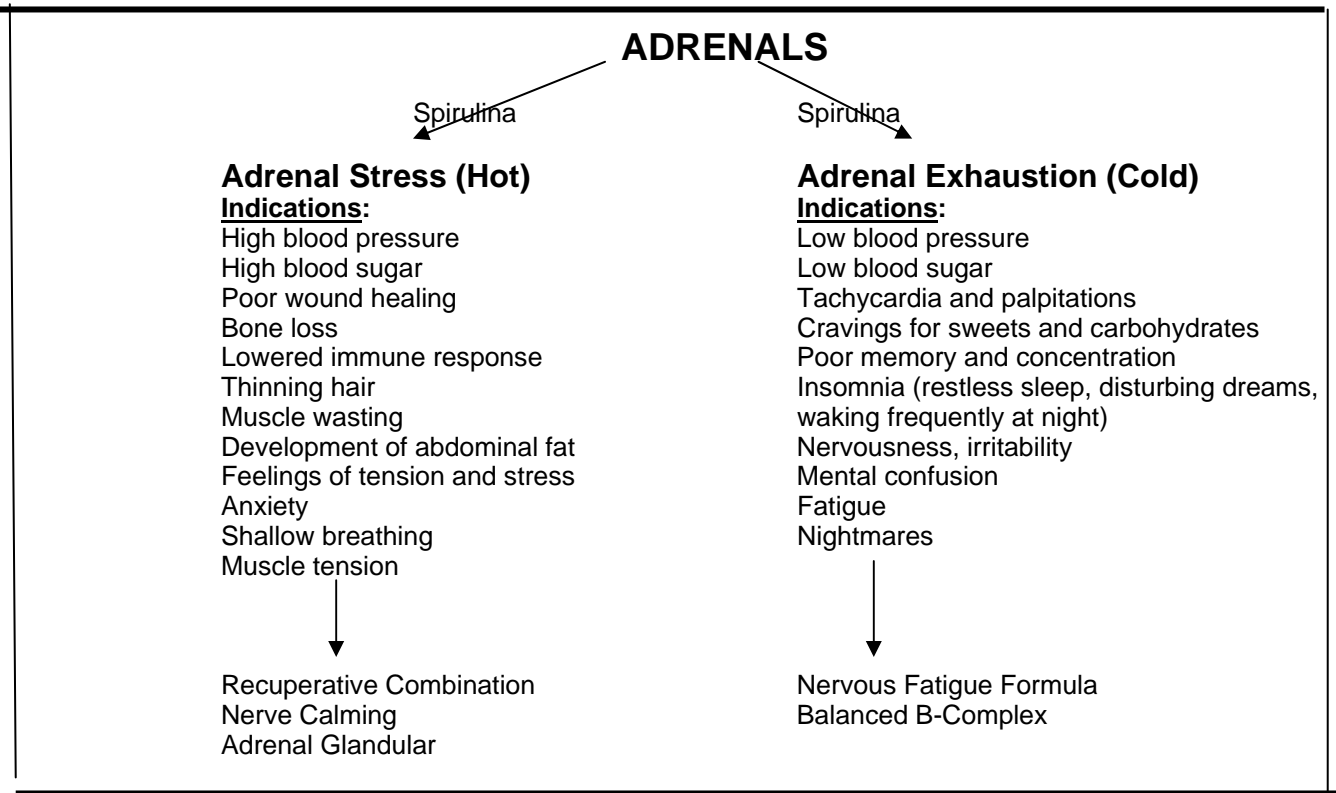 ADRENALS
Spirulina
Spirulina
Adrenal Stress (Hot)
Indications:
High blood pressure
High blood sugar
Poor wound healing
Bone loss
Lowered immune response
Thinning hair
Muscle wasting
Development of abdominal fat
Feelings of tension and stress
Anxiety
Shallow breathing
Muscle tension
Recuperative Combination
Nerve Calming
Adrenal Glandular
Adrenal Exhaustion (Cold)
Indications:
Low blood pressure
Low blood sugar
Tachycardia and palpitations
Cravings for sweets and carbohydrates
Poor memory and concentration
Insomnia (restless sleep, disturbing dreams,
waking frequently at night)
Nervousness, irritability
Mental confusion
Fatigue
Nightmares
Nervous Fatigue Formula
Balanced B-Complex